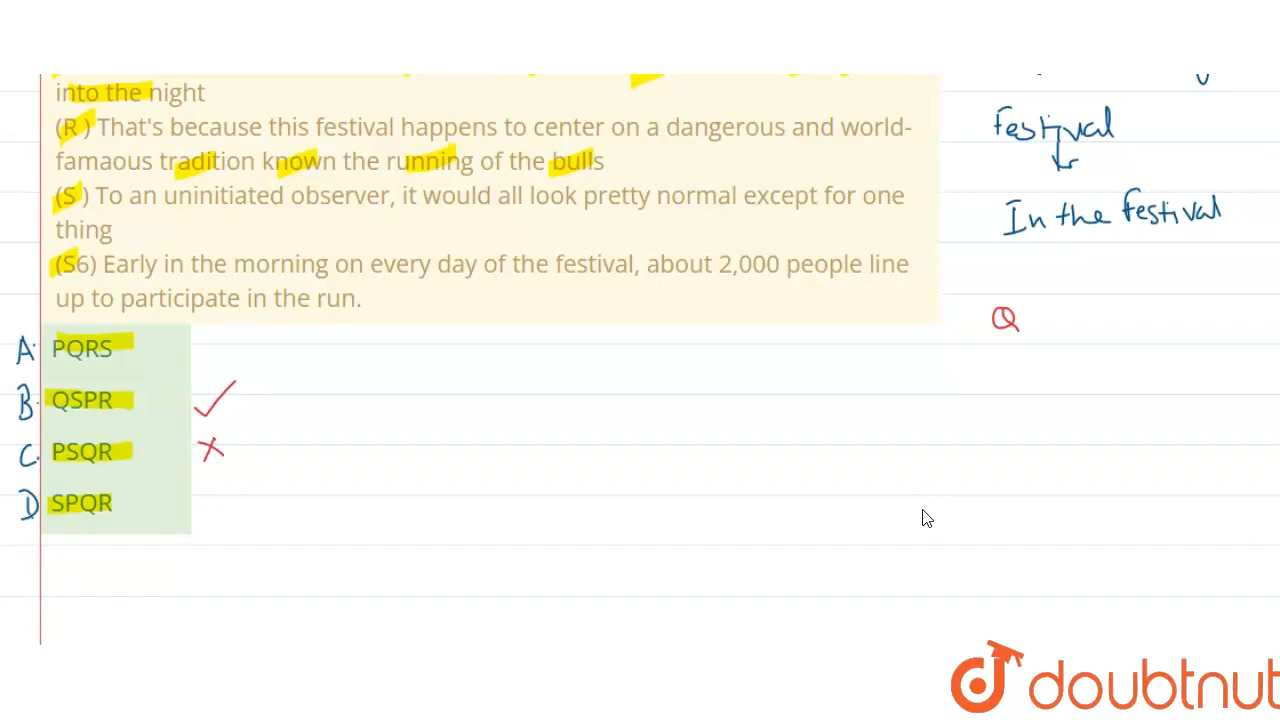 into the night
(R ) That's because this festival happens to center on a dangerous and world-
famaous tradition known the running of the bulls
(S ) To an uninitiated observer, it would all look pretty normal except for one
thing
(S6) Early in the morning on every day of the festival, about 2,000 people line
up to participate in the run.
A. PQRS
B. QSPR
C. PSQR
D SPQR
Festival
In the festival
Q
doubtnut